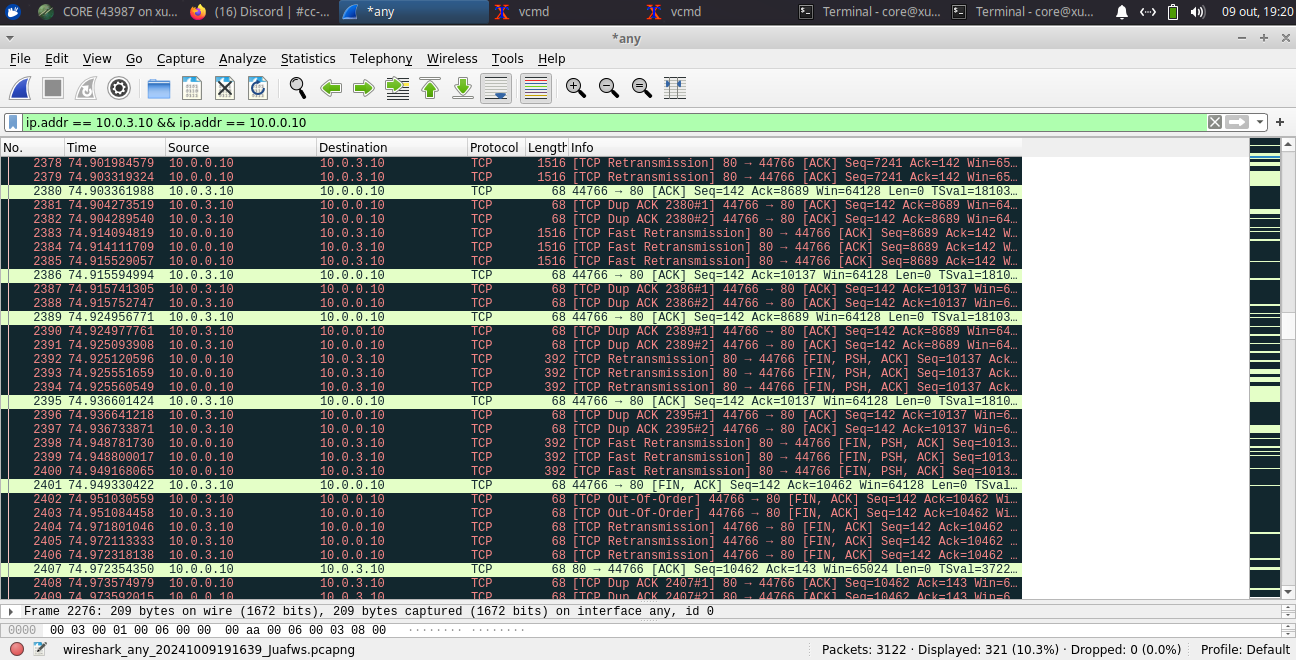 CORE (43987 on xu... (16) Discord | #cc-... *any vcmd vcmd Terminal - core@xu... Terminal - core@xu... 09 out, 19:20
*any
File Edit View Go Capture Analyze Statistics Telephony Wireless Tools Help
ip.addr == 10.0.3.10 && ip.addr == 10.0.0.10
No. Time Source Destination Protocol Length Info
2378 74.901984579 10.0.0.10 10.0.3.10 TCP 1516 [TCP Retransmission] 80 → 44766 [ACK] Seq=7241 Ack=142 Win=65…
2379 74.903319324 10.0.0.10 10.0.3.10 TCP 1516 [TCP Retransmission] 80 → 44766 [ACK] Seq=7241 Ack=142 Win=65…
2380 74.903361988 10.0.3.10 10.0.0.10 TCP 68 44766 → 80 [ACK] Seq=142 Ack=8689 Win=64128 Len=0 TSval=18103…
2381 74.904273519 10.0.3.10 10.0.0.10 TCP 68 [TCP Dup ACK 2380#1] 44766 → 80 [ACK] Seq=142 Ack=8689 Win=64…
2382 74.904289540 10.0.3.10 10.0.0.10 TCP 68 [TCP Dup ACK 2380#2] 44766 → 80 [ACK] Seq=142 Ack=8689 Win=64…
2383 74.914094819 10.0.0.10 10.0.3.10 TCP 1516 [TCP Fast Retransmission] 80 → 44766 [ACK] Seq=8689 Ack=142 W…
2384 74.914111709 10.0.0.10 10.0.3.10 TCP 1516 [TCP Fast Retransmission] 80 → 44766 [ACK] Seq=8689 Ack=142 W…
2385 74.915529057 10.0.0.10 10.0.3.10 TCP 1516 [TCP Fast Retransmission] 80 → 44766 [ACK] Seq=8689 Ack=142 W…
2386 74.915594994 10.0.3.10 10.0.0.10 TCP 68 44766 → 80 [ACK] Seq=142 Ack=10137 Win=64128 Len=0 TSval=1810…
2387 74.915741305 10.0.3.10 10.0.0.10 TCP 68 [TCP Dup ACK 2386#1] 44766 → 80 [ACK] Seq=142 Ack=10137 Win=6…
2388 74.915752747 10.0.3.10 10.0.0.10 TCP 68 [TCP Dup ACK 2386#2] 44766 → 80 [ACK] Seq=142 Ack=10137 Win=6…
2389 74.924956771 10.0.3.10 10.0.0.10 TCP 68 44766 → 80 [ACK] Seq=142 Ack=8689 Win=64128 Len=0 TSval=18103…
2390 74.924977761 10.0.3.10 10.0.0.10 TCP 68 [TCP Dup ACK 2389#1] 44766 → 80 [ACK] Seq=142 Ack=8689 Win=64…
2391 74.925093908 10.0.3.10 10.0.0.10 TCP 68 [TCP Dup ACK 2389#2] 44766 → 80 [ACK] Seq=142 Ack=8689 Win=64…
2392 74.925120596 10.0.0.10 10.0.3.10 TCP 392 [TCP Retransmission] 80 → 44766 [FIN, PSH, ACK] Seq=10137 Ack…
2393 74.925551659 10.0.0.10 10.0.3.10 TCP 392 [TCP Retransmission] 80 → 44766 [FIN, PSH, ACK] Seq=10137 Ack…
2394 74.925560549 10.0.0.10 10.0.3.10 TCP 392 [TCP Retransmission] 80 → 44766 [FIN, PSH, ACK] Seq=10137 Ack…
2395 74.936601424 10.0.3.10 10.0.0.10 TCP 68 44766 → 80 [ACK] Seq=142 Ack=10137 Win=64128 Len=0 TSval=1810…
2396 74.936641218 10.0.3.10 10.0.0.10 TCP 68 [TCP Dup ACK 2395#1] 44766 → 80 [ACK] Seq=142 Ack=10137 Win=6…
2397 74.936733871 10.0.3.10 10.0.0.10 TCP 68 [TCP Dup ACK 2395#2] 44766 → 80 [ACK] Seq=142 Ack=10137 Win=6…
2398 74.948781730 10.0.0.10 10.0.3.10 TCP 392 [TCP Fast Retransmission] 80 → 44766 [FIN, PSH, ACK] Seq=1013…
2399 74.948800017 10.0.0.10 10.0.3.10 TCP 392 [TCP Fast Retransmission] 80 → 44766 [FIN, PSH, ACK] Seq=1013…
2400 74.949168065 10.0.0.10 10.0.3.10 TCP 392 [TCP Fast Retransmission] 80 → 44766 [FIN, PSH, ACK] Seq=1013…
2401 74.949330422 10.0.3.10 10.0.0.10 TCP 68 44766 → 80 [FIN, ACK] Seq=142 Ack=10462 Win=64128 Len=0 TSval…
2402 74.951030559 10.0.3.10 10.0.0.10 TCP 68 [TCP Out-Of-Order] 44766 → 80 [FIN, ACK] Seq=142 Ack=10462 Wi…
2403 74.951084458 10.0.3.10 10.0.0.10 TCP 68 [TCP Out-Of-Order] 44766 → 80 [FIN, ACK] Seq=142 Ack=10462 Wi…
2404 74.971801046 10.0.3.10 10.0.0.10 TCP 68 [TCP Retransmission] 44766 → 80 [FIN, ACK] Seq=142 Ack=10462 …
2405 74.972113333 10.0.3.10 10.0.0.10 TCP 68 [TCP Retransmission] 44766 → 80 [FIN, ACK] Seq=142 Ack=10462 …
2406 74.972318138 10.0.3.10 10.0.0.10 TCP 68 [TCP Retransmission] 44766 → 80 [FIN, ACK] Seq=142 Ack=10462 …
2407 74.972354350 10.0.0.10 10.0.3.10 TCP 68 80 → 44766 [ACK] Seq=10462 Ack=143 Win=65024 Len=0 TSval=3722…
2408 74.973574979 10.0.0.10 10.0.3.10 TCP 68 [TCP Dup ACK 2407#1] 80 → 44766 [ACK] Seq=10462 Ack=143 Win=6…
2409 74.973592015 10.0.0.10 10.0.3.10 TCP 68 [TCP Dup ACK 2407#2] 80 → 44766 [ACK] Seq=10462 Ack=143 Win=6…
Frame 2276: 209 bytes on wire (1672 bits), 209 bytes captured (1672 bits) on interface any, id 0
0000 00 03 00 01 00 06 00 00 00 aa 00 06 00 03 08 00 ········ ········
wireshark_any_20241009191639_Juafws.pcapng Packets: 3122 · Displayed: 321 (10.3%) · Dropped: 0 (0.0%) Profile: Default